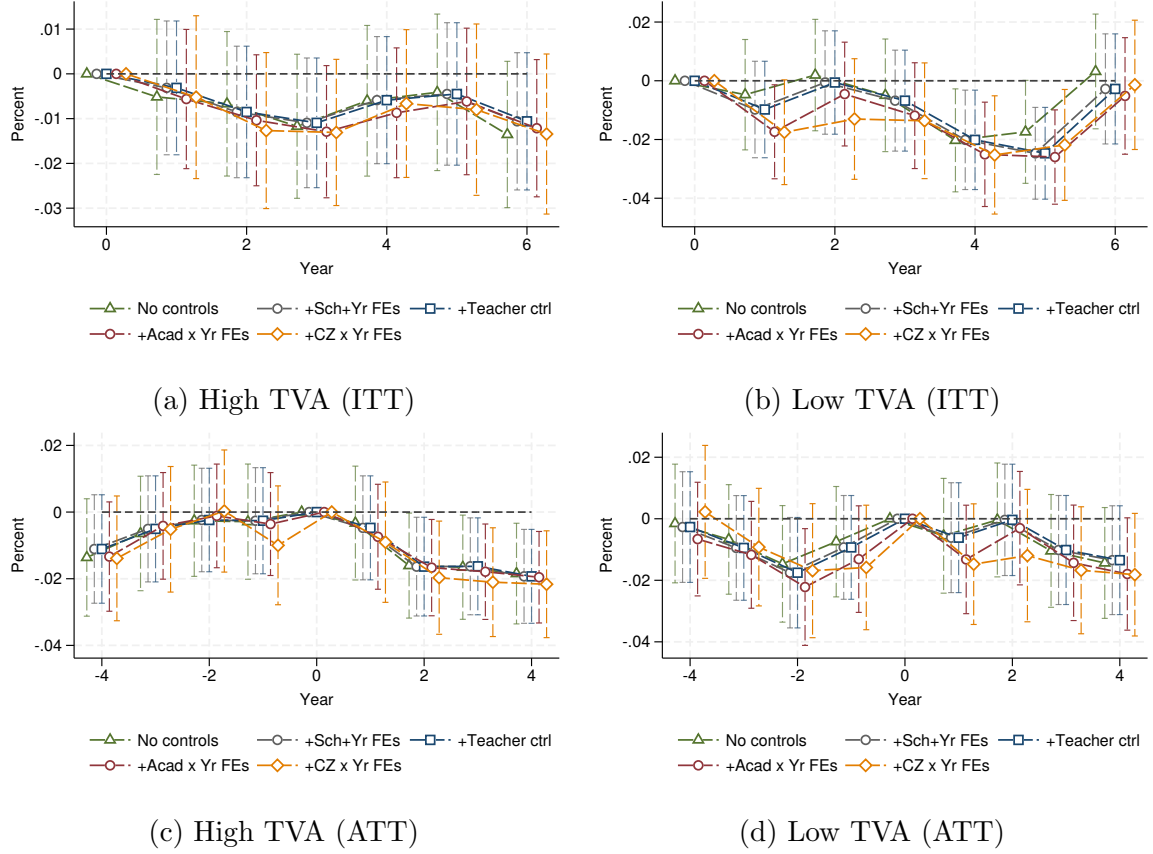 .01
0
-.01
-.02
-.03
Percent
0 2 4 6
Year
No controls +Sch+Yr FEs +Teacher ctrl
+Acad x Yr FEs +CZ x Yr FEs
(a) High TVA (ITT)
.02
0
-.02
-.04
Percent
0 2 4 6
Year
No controls +Sch+Yr FEs +Teacher ctrl
+Acad x Yr FEs +CZ x Yr FEs
(b) Low TVA (ITT)
.02
0
-.02
-.04
Percent
-4 -2 0 2 4
Year
No controls +Sch+Yr FEs +Teacher ctrl
+Acad x Yr FEs +CZ x Yr FEs
(c) High TVA (ATT)
.02
0
-.02
-.04
Percent
-4 -2 0 2 4
Year
No controls +Sch+Yr FEs +Teacher ctrl
+Acad x Yr FEs +CZ x Yr FEs
(d) Low TVA (ATT)